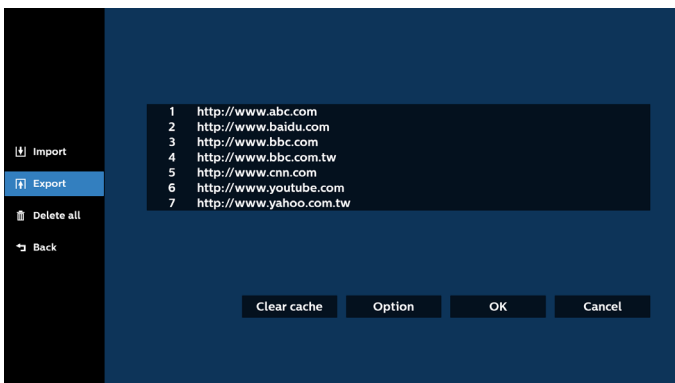 Import
Export
Delete all
Back
1 http://www.abc.com
2 http://www.baidu.com
3 http://www.bbc.com
4 http://www.bbc.com.tw
5 http://www.cnn.com
6 http://www.youtube.com
7 http://www.yahoo.com.tw
Clear cache Option OK Cancel